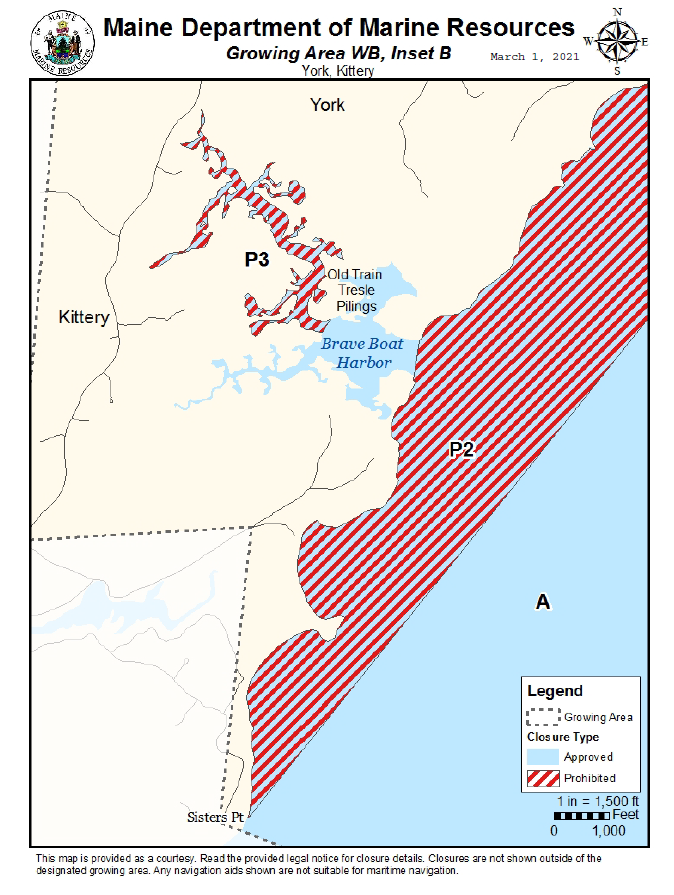 Maine Department of Marine Resources
Growing Area WB, Inset B
March 1, 2021
York, Kittery
MAINE
MARINE RESOURCES
N
W
E
S
York
P3
Old Train
Tresle
Pilings
Kittery
Brave Boat
Harbor
P2
A
Sisters Pt
Legend
Growing Area
Closure Type
Approved
Prohibited
1 in = 1,500 ft
Feet
0 1,000
This map is provided as a courtesy. Read the provided legal notice for closure details. Closures are not shown outside of the
designated growing area. Any navigation aids shown are not suitable for maritime navigation.